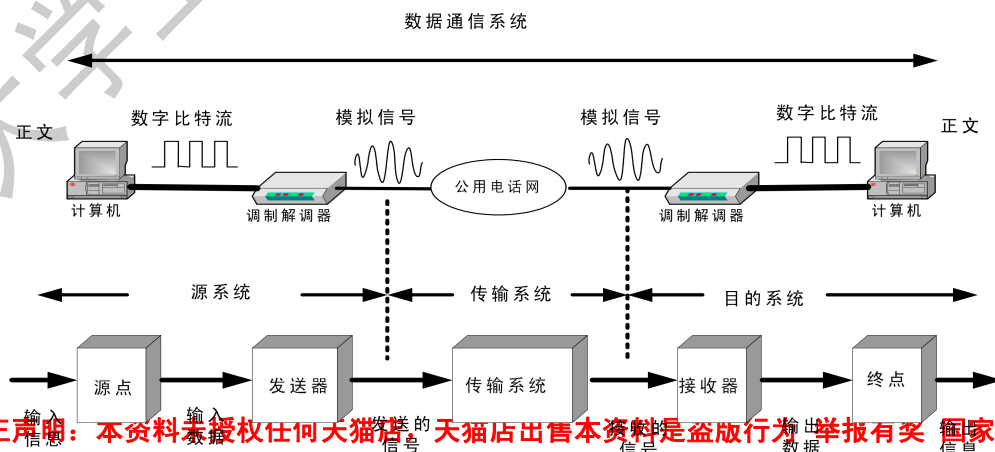 数据通信系统
正文
数字比特流
模拟信号
模拟信号
数字比特流
正文
公用电话网
计算机
调制解调器
调制解调器
计算机
源系统
传输系统
目的系统
源点
发送器
传输系统
接收器
终点
输入
信息
输入
数据
发送的
信号
接收的
信号
输出
数据
输出
信息
声明：本资料未授权任何天猫店，天猫店出售本资料是盗版行为 举报有奖 国家
大学